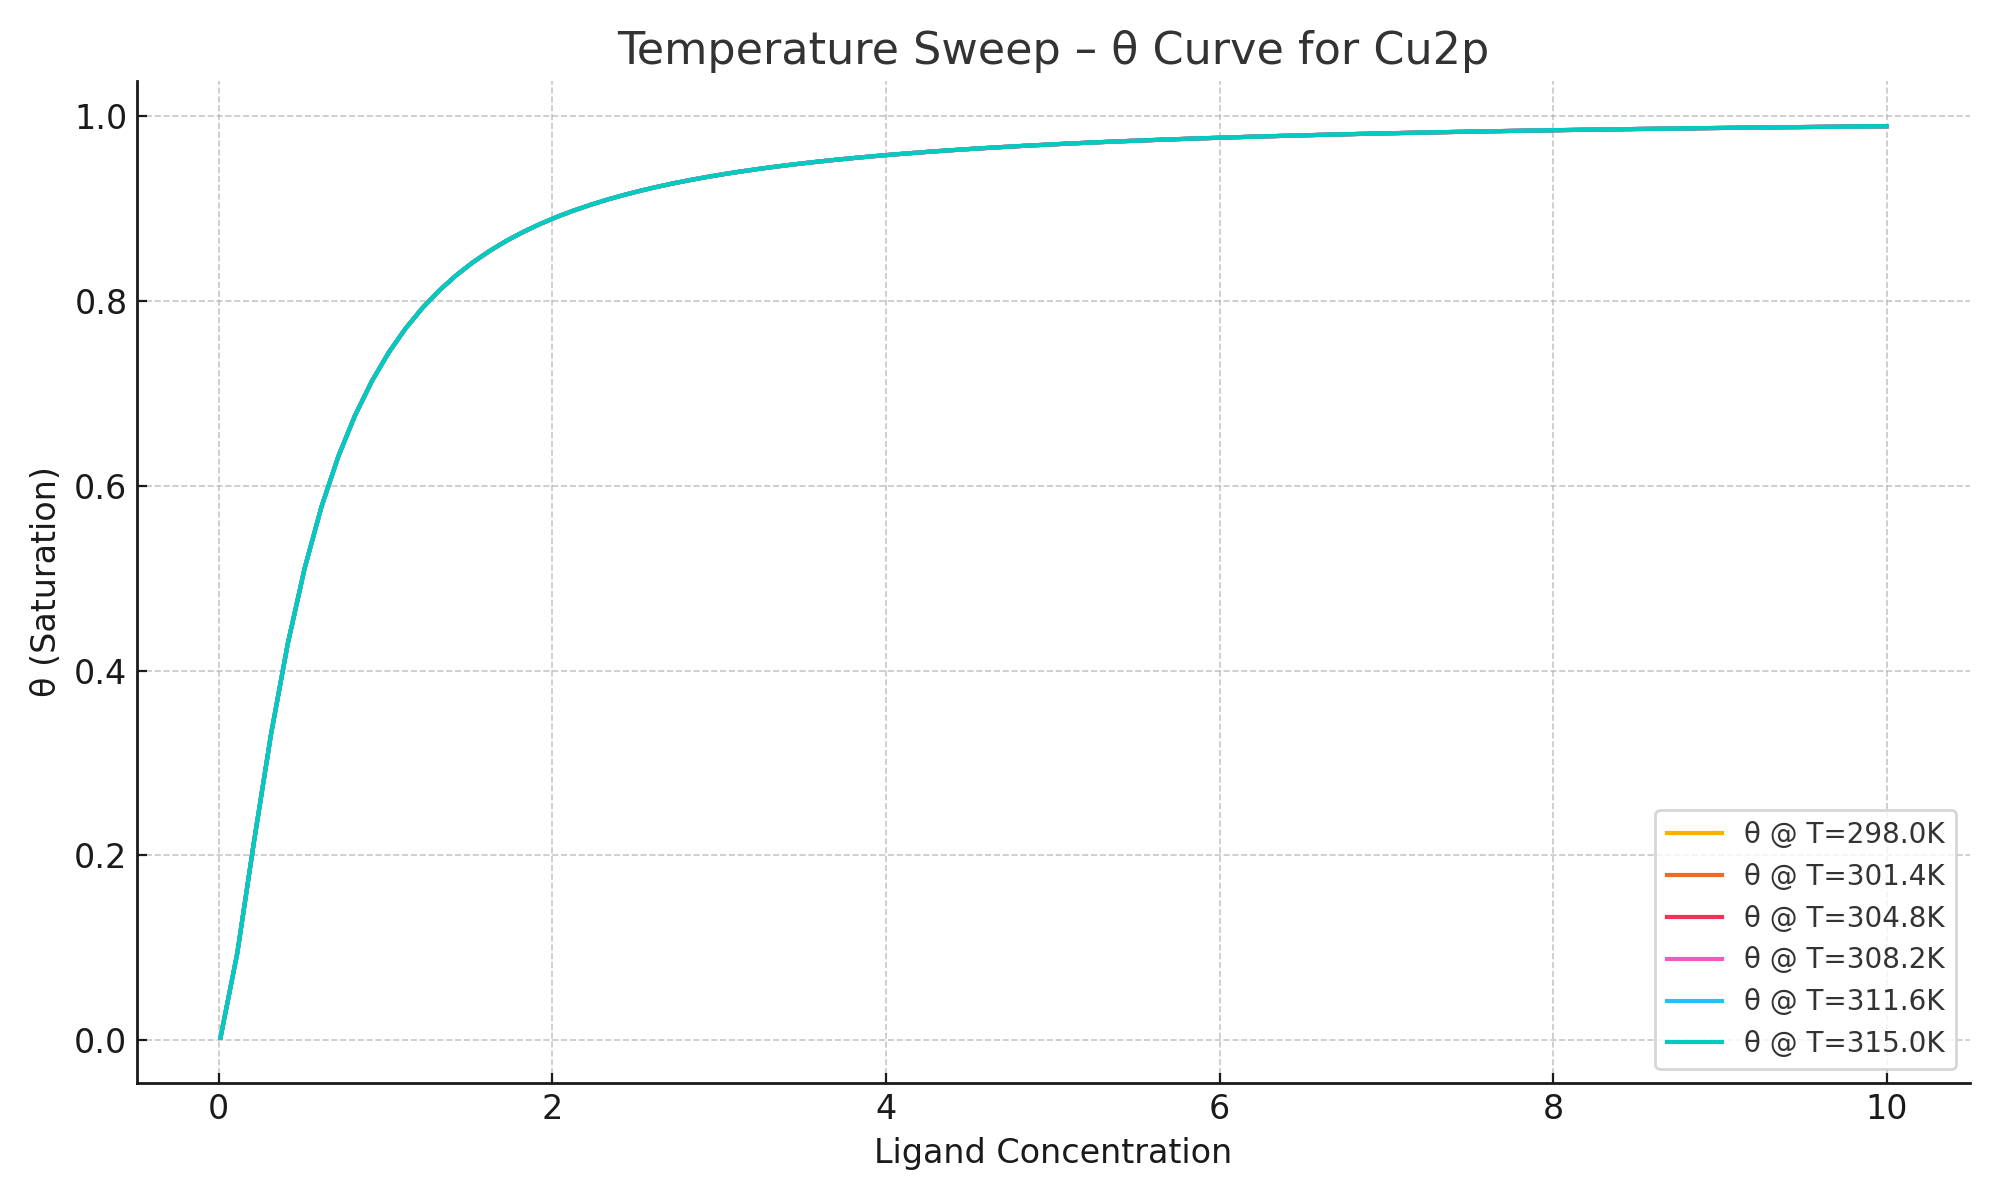 Temperature Sweep – θ Curve for Cu2p
θ (Saturation)
1.0
0.8
0.6
0.4
0.2
0.0
0 2 4 6 8 10
Ligand Concentration
θ @ T=298.0K
θ @ T=301.4K
θ @ T=304.8K
θ @ T=308.2K
θ @ T=311.6K
θ @ T=315.0K